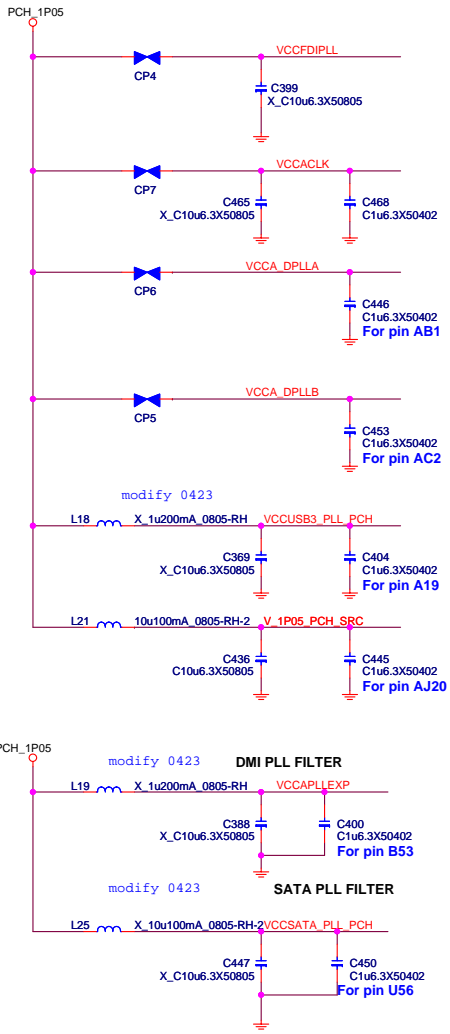 PCH_1P05
CP4
VCCFDIPLL
C399
X_C10u6.3X50805
CP7
VCCACLK
C465
X_C10u6.3X50805
C468
C1u6.3X50402
CP6
VCCA_DPLLA
C446
C1u6.3X50402
For pin AB1
CP5
VCCA_DPLLB
C453
C1u6.3X50402
For pin AC2
modify 0423
L18 X_1u200mA_0805-RH VCCUSB3_PLL_PCH
C369
X_C10u6.3X50805
C404
C1u6.3X50402
For pin A19
L21 10u100mA_0805-RH-2 V_1P05_PCH_SRC
C436
C10u6.3X50805
C445
C1u6.3X50402
For pin AJ20
PCH_1P05
modify 0423 DMI PLL FILTER
L19 X_1u200mA_0805-RH VCCAPLLEXP
C388
X_C10u6.3X50805
C400
C1u6.3X50402
For pin B53
modify 0423 SATA PLL FILTER
L25 X_10u100mA_0805-RH-2 VCCSATA_PLL_PCH
C447
X_C10u6.3X50805
C450
C1u6.3X50402
For pin U56